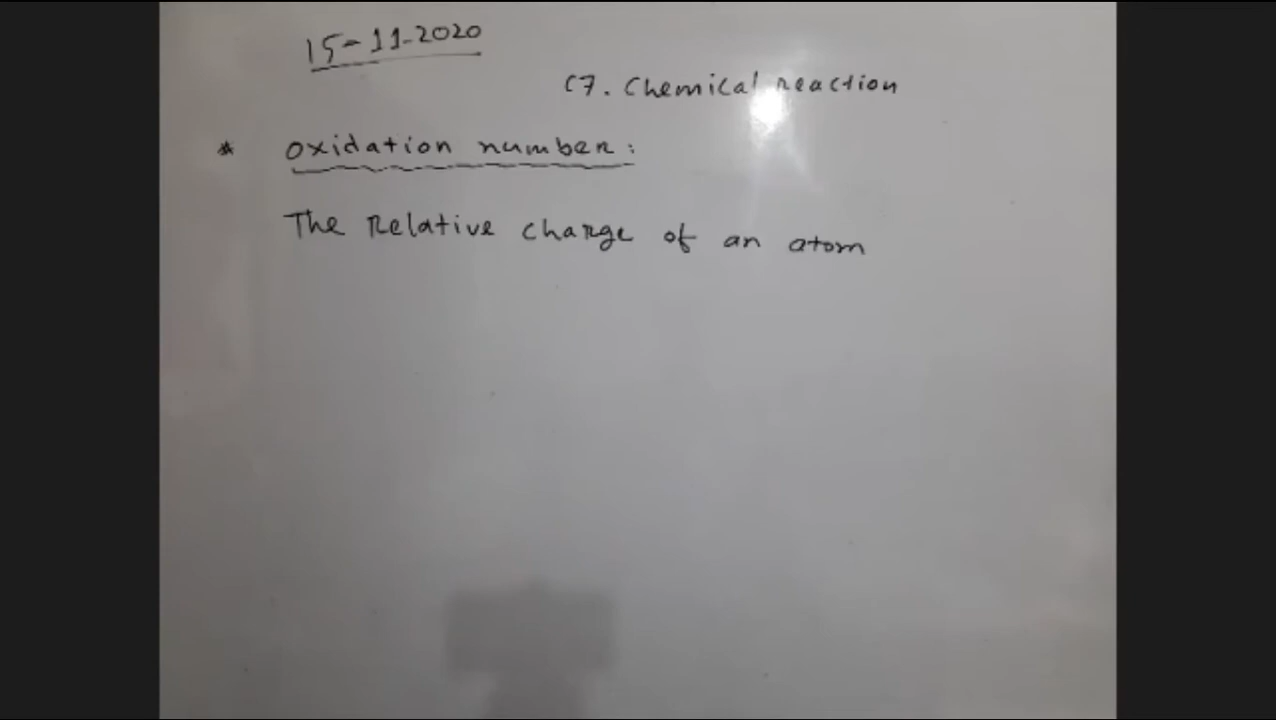 15-11-2020
C7. Chemical reaction
* Oxidation number:
The Relative charge of an atom